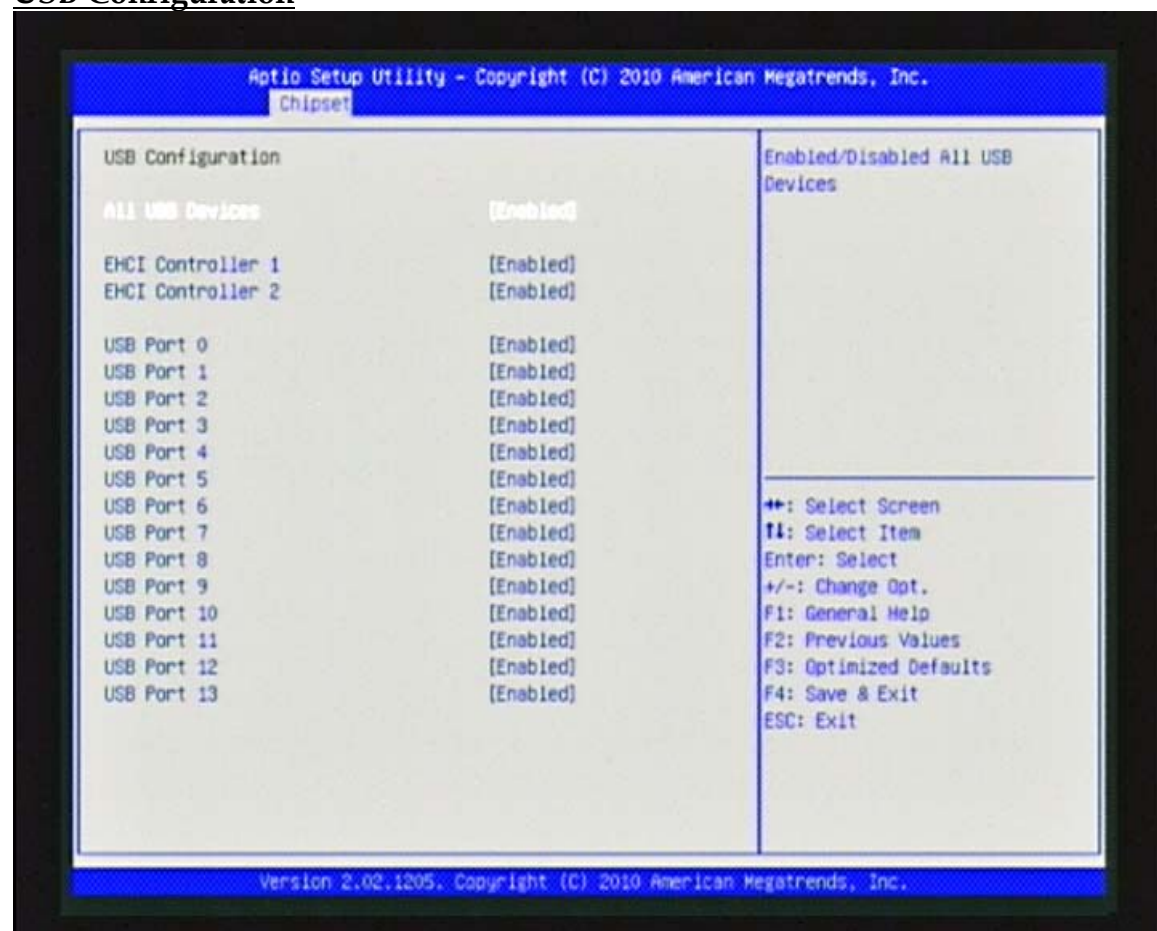 USB Configuration
Aptio Setup Utility - Copyright (C) 2010 American Megatrends, Inc.
Chipset
USB Configuration
All USB Devices [Enabled]
EHCI Controller 1 [Enabled]
EHCI Controller 2 [Enabled]
USB Port 0 [Enabled]
USB Port 1 [Enabled]
USB Port 2 [Enabled]
USB Port 3 [Enabled]
USB Port 4 [Enabled]
USB Port 5 [Enabled]
USB Port 6 [Enabled]
USB Port 7 [Enabled]
USB Port 8 [Enabled]
USB Port 9 [Enabled]
USB Port 10 [Enabled]
USB Port 11 [Enabled]
USB Port 12 [Enabled]
USB Port 13 [Enabled]
Enabled/Disabled All USB
Devices
→←: Select Screen
↑↓: Select Item
Enter: Select
+/-: Change Opt.
F1: General Help
F2: Previous Values
F3: Optimized Defaults
F4: Save & Exit
ESC: Exit
Version 2.02.1205. Copyright (C) 2010 American Megatrends, Inc.